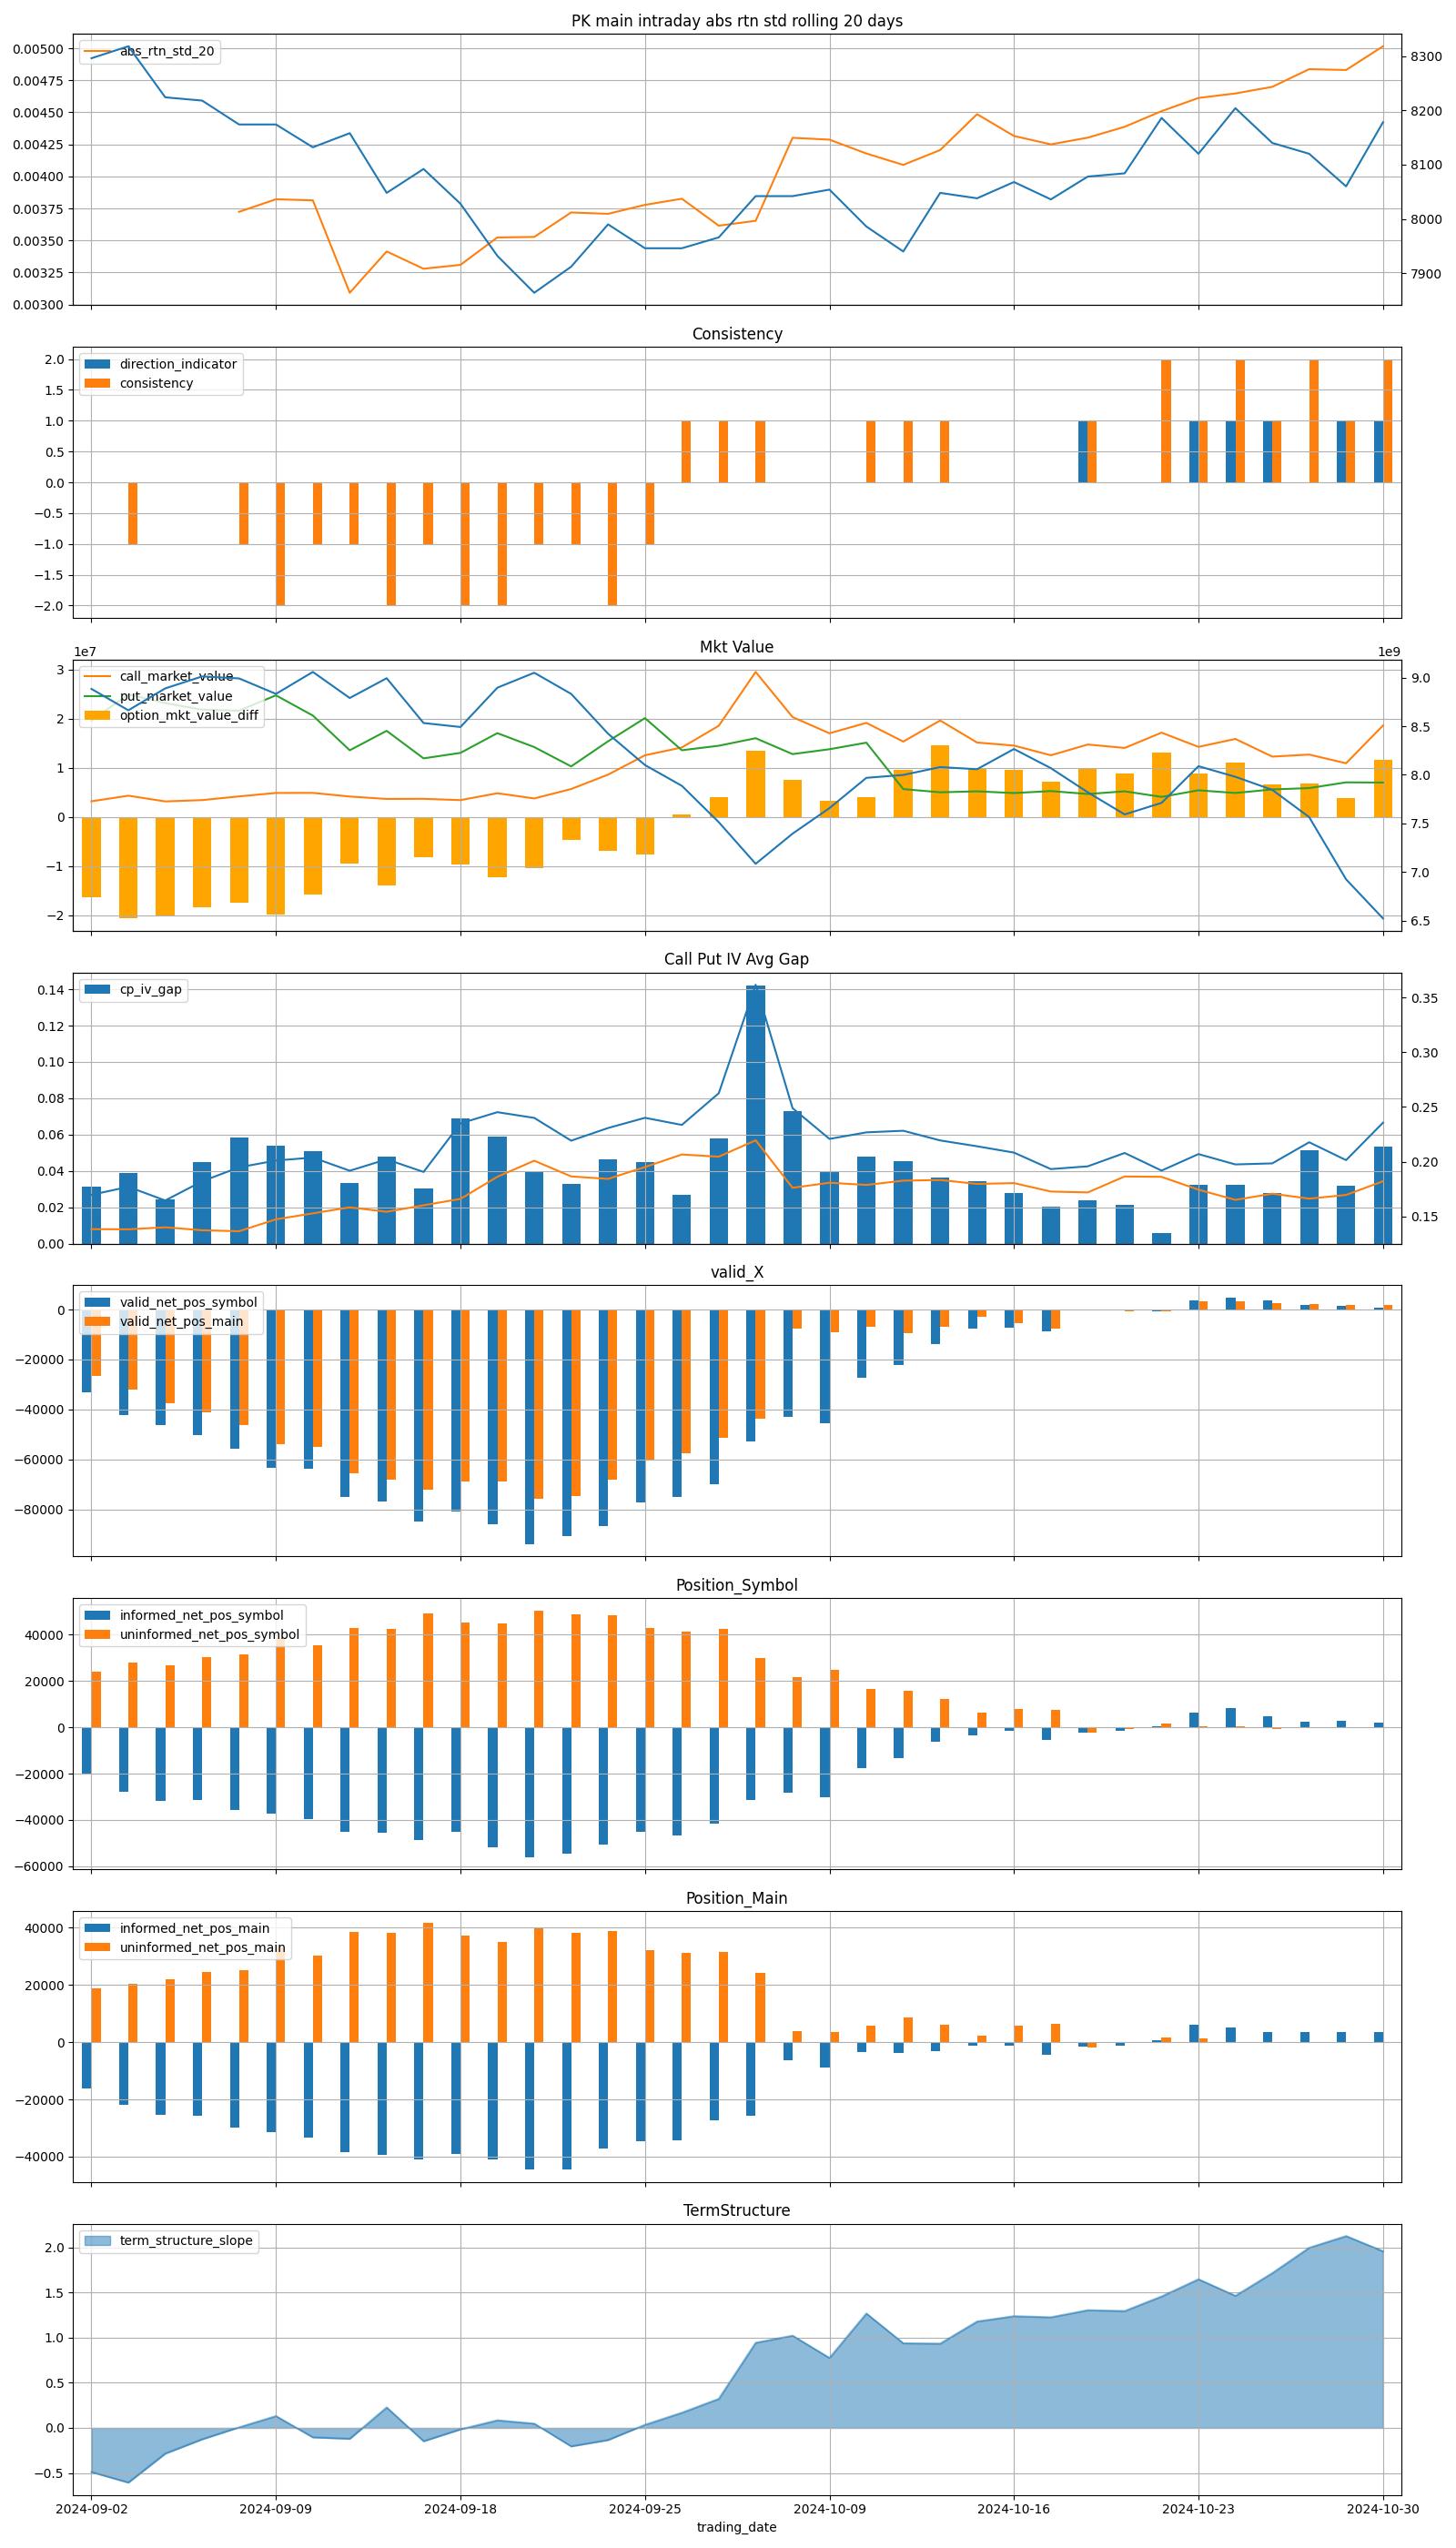 PK main intraday abs rtn std rolling 20 days
abs_rtn_std_20
0.00500
0.00475
0.00450
0.00425
0.00400
0.00375
0.00350
0.00325
0.00300
8300
8200
8100
8000
7900
Consistency
direction_indicator
consistency
2.0
1.5
1.0
0.5
0.0
−0.5
−1.0
−1.5
−2.0
Mkt Value
1e7
1e9
call_market_value
put_market_value
option_mkt_value_diff
3
2
1
0
−1
−2
9.0
8.5
8.0
7.5
7.0
6.5
Call Put IV Avg Gap
cp_iv_gap
0.14
0.12
0.10
0.08
0.06
0.04
0.02
0.00
0.35
0.30
0.25
0.20
0.15
valid_X
valid_net_pos_symbol
valid_net_pos_main
0
−20000
−40000
−60000
−80000
Position_Symbol
informed_net_pos_symbol
uninformed_net_pos_symbol
40000
20000
0
−20000
−40000
−60000
Position_Main
informed_net_pos_main
uninformed_net_pos_main
40000
20000
0
−20000
−40000
TermStructure
term_structure_slope
2.0
1.5
1.0
0.5
0.0
−0.5
2024-09-02 2024-09-09 2024-09-18 2024-09-25 2024-10-09 2024-10-16 2024-10-23 2024-10-30
trading_date